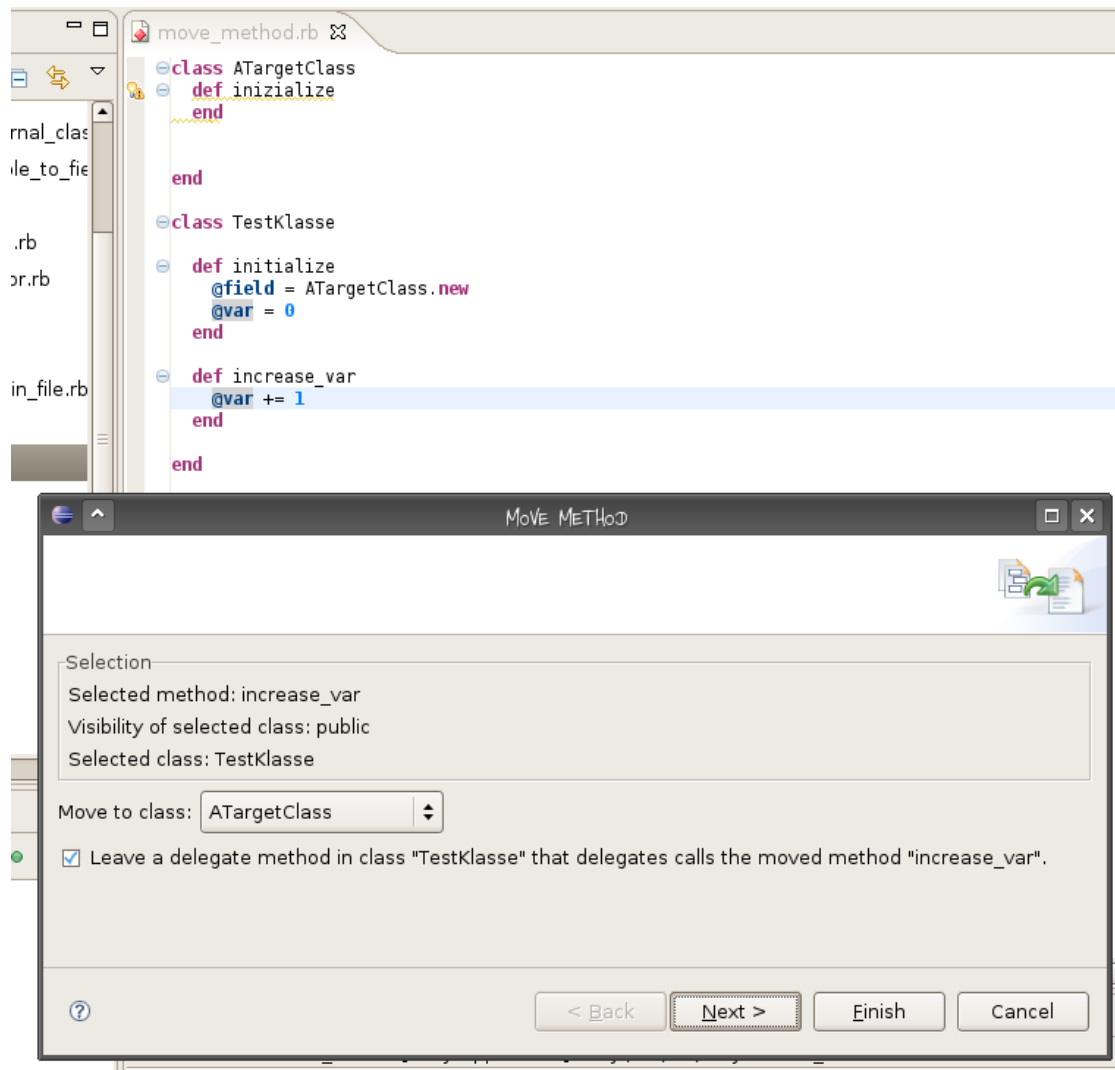 move_method.rb
class ATargetClass
def inizialize
end
end
class TestKlasse
def initialize
@field = ATargetClass.new
@var = 0
end
def increase_var
@var += 1
end
end
rnal_clas
le_to_fie
.rb
or.rb
in_file.rb
MOVE METHOD
Selection
Selected method: increase_var
Visibility of selected class: public
Selected class: TestKlasse
Move to class: ATargetClass
Leave a delegate method in class "TestKlasse" that delegates calls the moved method "increase_var".
< Back Next > Finish Cancel